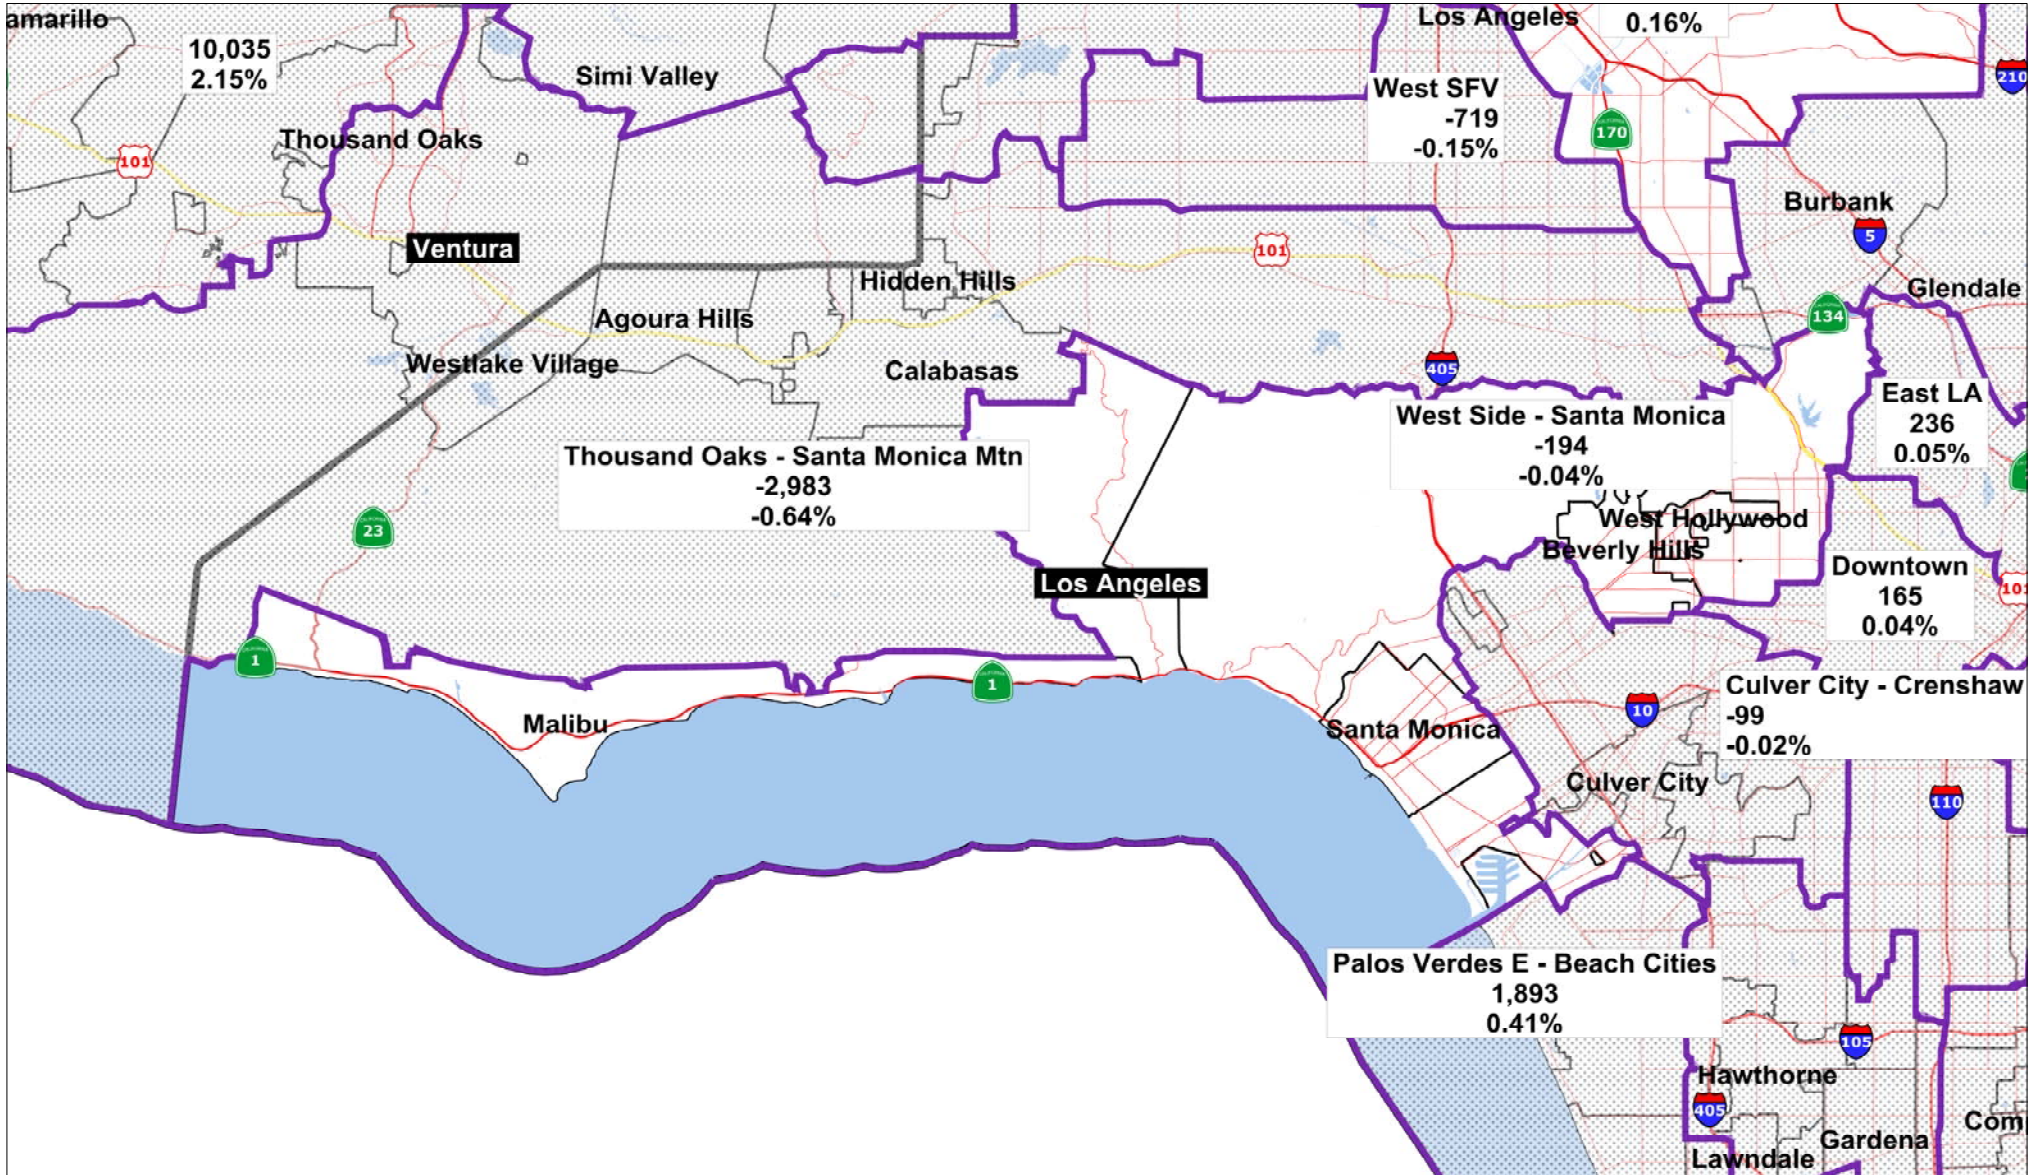 amarillo
10,035
2.15%
Simi Valley
Los Angeles
0.16%
210
West SFV
-719
-0.15%
170
Thousand Oaks
101
Burbank
5
Ventura
101
Hidden Hills
Glendale
Agoura Hills
134
Westlake Village
Calabasas
405
East LA
236
0.05%
West Side - Santa Monica
-194
-0.04%
Thousand Oaks - Santa Monica Mtn
-2,983
-0.64%
23
West Hollywood
Beverly Hills
Los Angeles
Downtown
165
0.04%
101
1
1
Culver City - Crenshaw
-99
-0.02%
10
Malibu
Santa Monica
Culver City
110
Palos Verdes E - Beach Cities
1,893
0.41%
105
Hawthorne
405
Com
Gardena
Lawndale